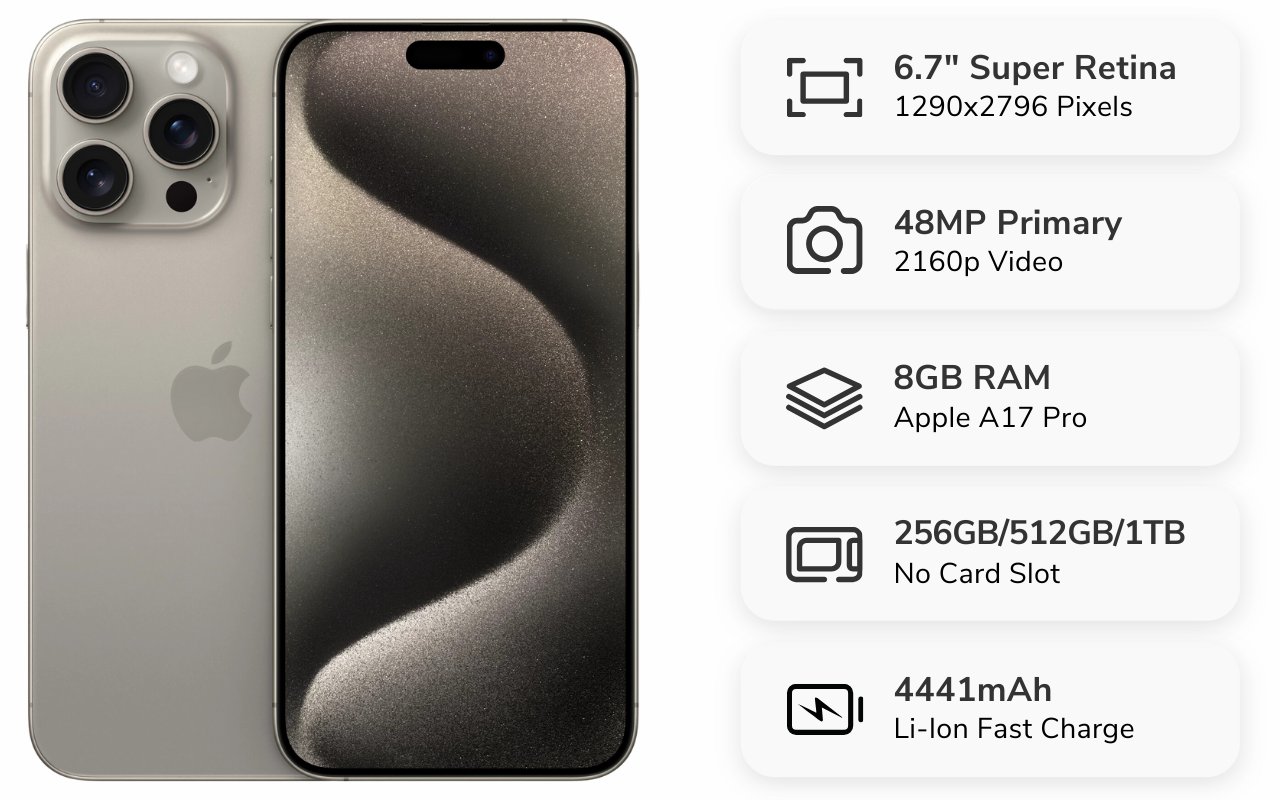 6.7" Super Retina
1290x2796 Pixels
48MP Primary
2160p Video
8GB RAM
Apple A17 Pro
256GB/512GB/1TB
No Card Slot
4441mAh
Li-Ion Fast Charge